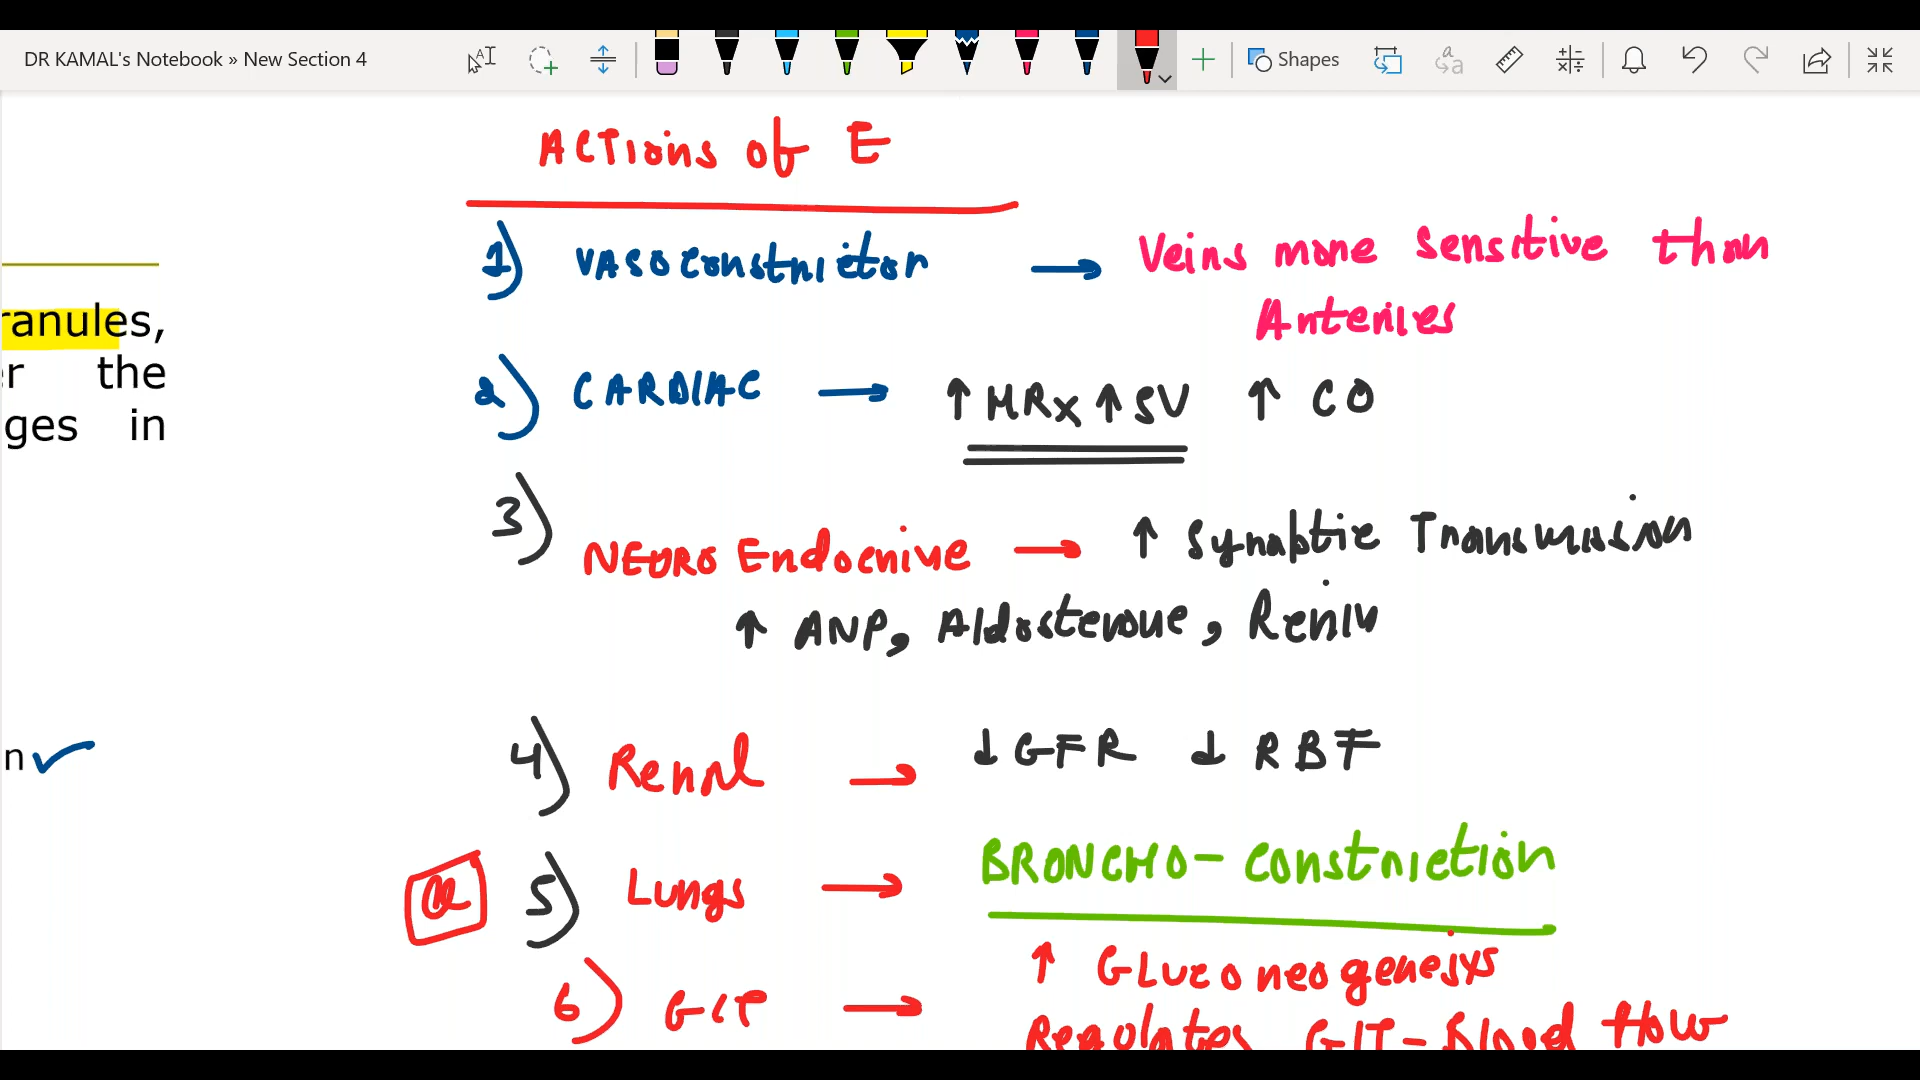 DR KAMAL's Notebook » New Section 4
Shapes
ACTions of E
1) VASOconstrictor → Veins more sensitive than
Arteries
ranules,
r the
ges in
2) CARDIAC → ↑ HRx ↑ SV ↑ CO
3)
NEURO Endocrine → ↑ Synaptic Transmission
↑ ANP, Aldosterone, Renin
n
4) Renal → ↓ GFR ↓ RBF
5) Lungs → BRONCHO-constriction
6) GIT → ↑ Gluconeogenesis
Regulates GIT-Blood flow